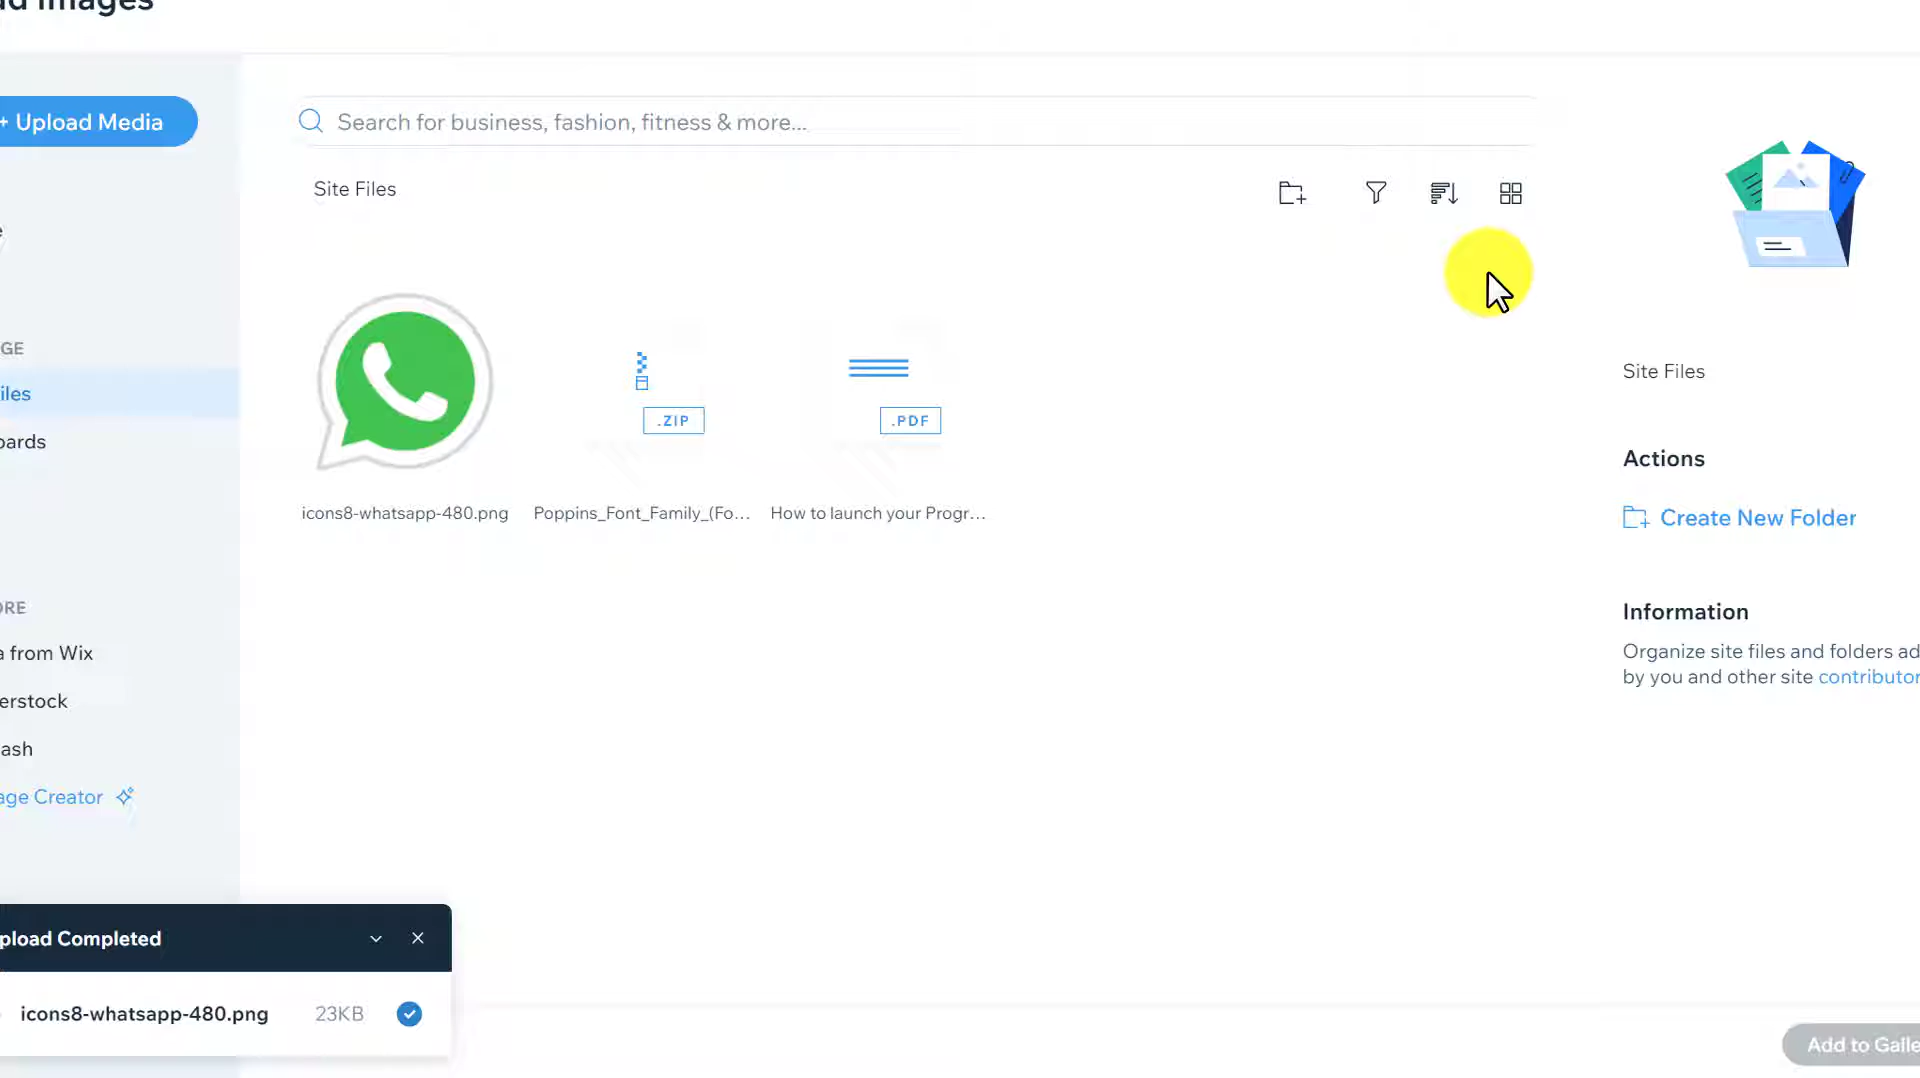 + Upload Media
Search for business, fashion, fitness & more...
Site Files
.ZIP
.PDF
icons8-whatsapp-480.png
Poppins_Font_Family_(Fo...
How to launch your Progr...
iles
oards
a from Wix
erstock
ash
age Creator
Site Files
Actions
Create New Folder
Information
Organize site files and folders ad
by you and other site contributor
pload Completed
icons8-whatsapp-480.png 23KB
Add to Galle